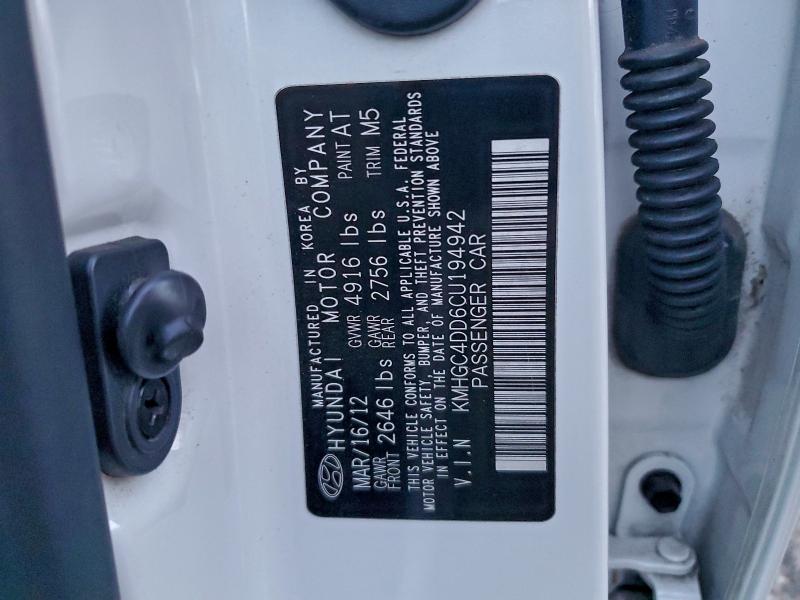 MANUFACTURED IN KOREA BY
HYUNDAI MOTOR COMPANY
MAR/16/12 GVWR 4916 lbs PAINT AT
GAWR FRONT 2646 lbs GAWR REAR 2756 lbs TRIM M5
THIS VEHICLE CONFORMS TO ALL APPLICABLE U.S.A. FEDERAL
MOTOR VEHICLE SAFETY, BUMPER, AND THEFT PREVENTION STANDARDS
IN EFFECT ON THE DATE OF MANUFACTURE SHOWN ABOVE
V.I.N KMHGC4DD6CU194942
PASSENGER CAR